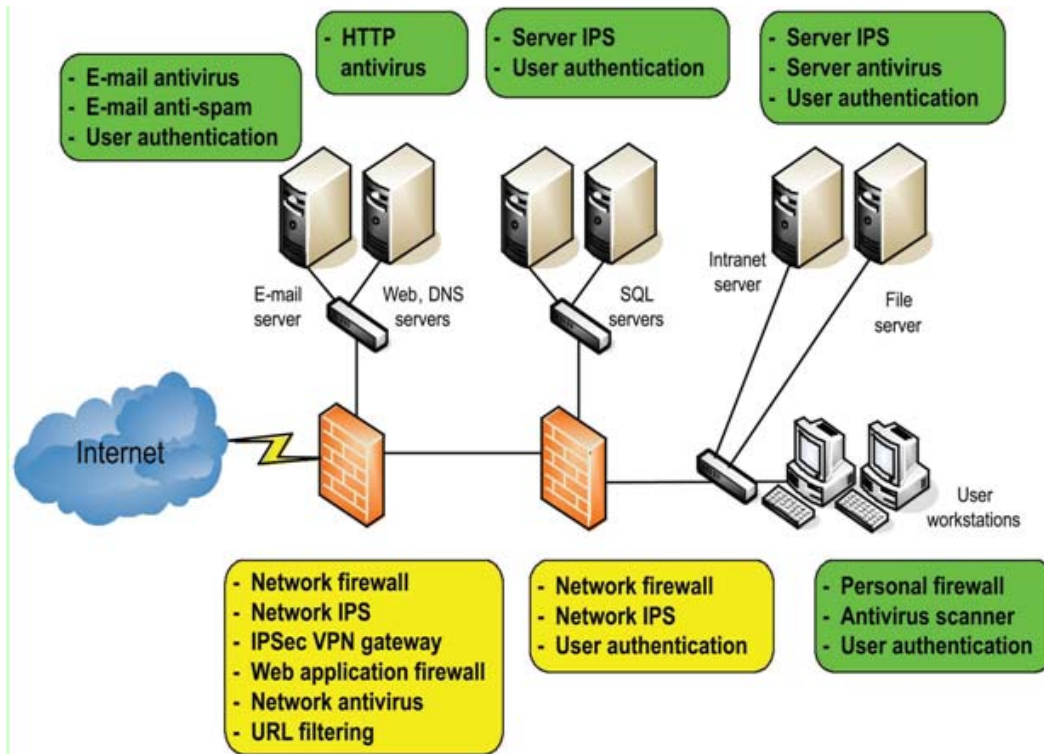 - HTTP
antivirus
- Server IPS
- User authentication
- Server IPS
- Server antivirus
- User authentication
- E-mail antivirus
- E-mail anti-spam
- User authentication
E-mail
server
Web, DNS
servers
SQL
servers
Intranet
server
File
server
Internet
User
workstations
- Network firewall
- Network IPS
- IPSec VPN gateway
- Web application firewall
- Network antivirus
- URL filtering
- Network firewall
- Network IPS
- User authentication
- Personal firewall
- Antivirus scanner
- User authentication